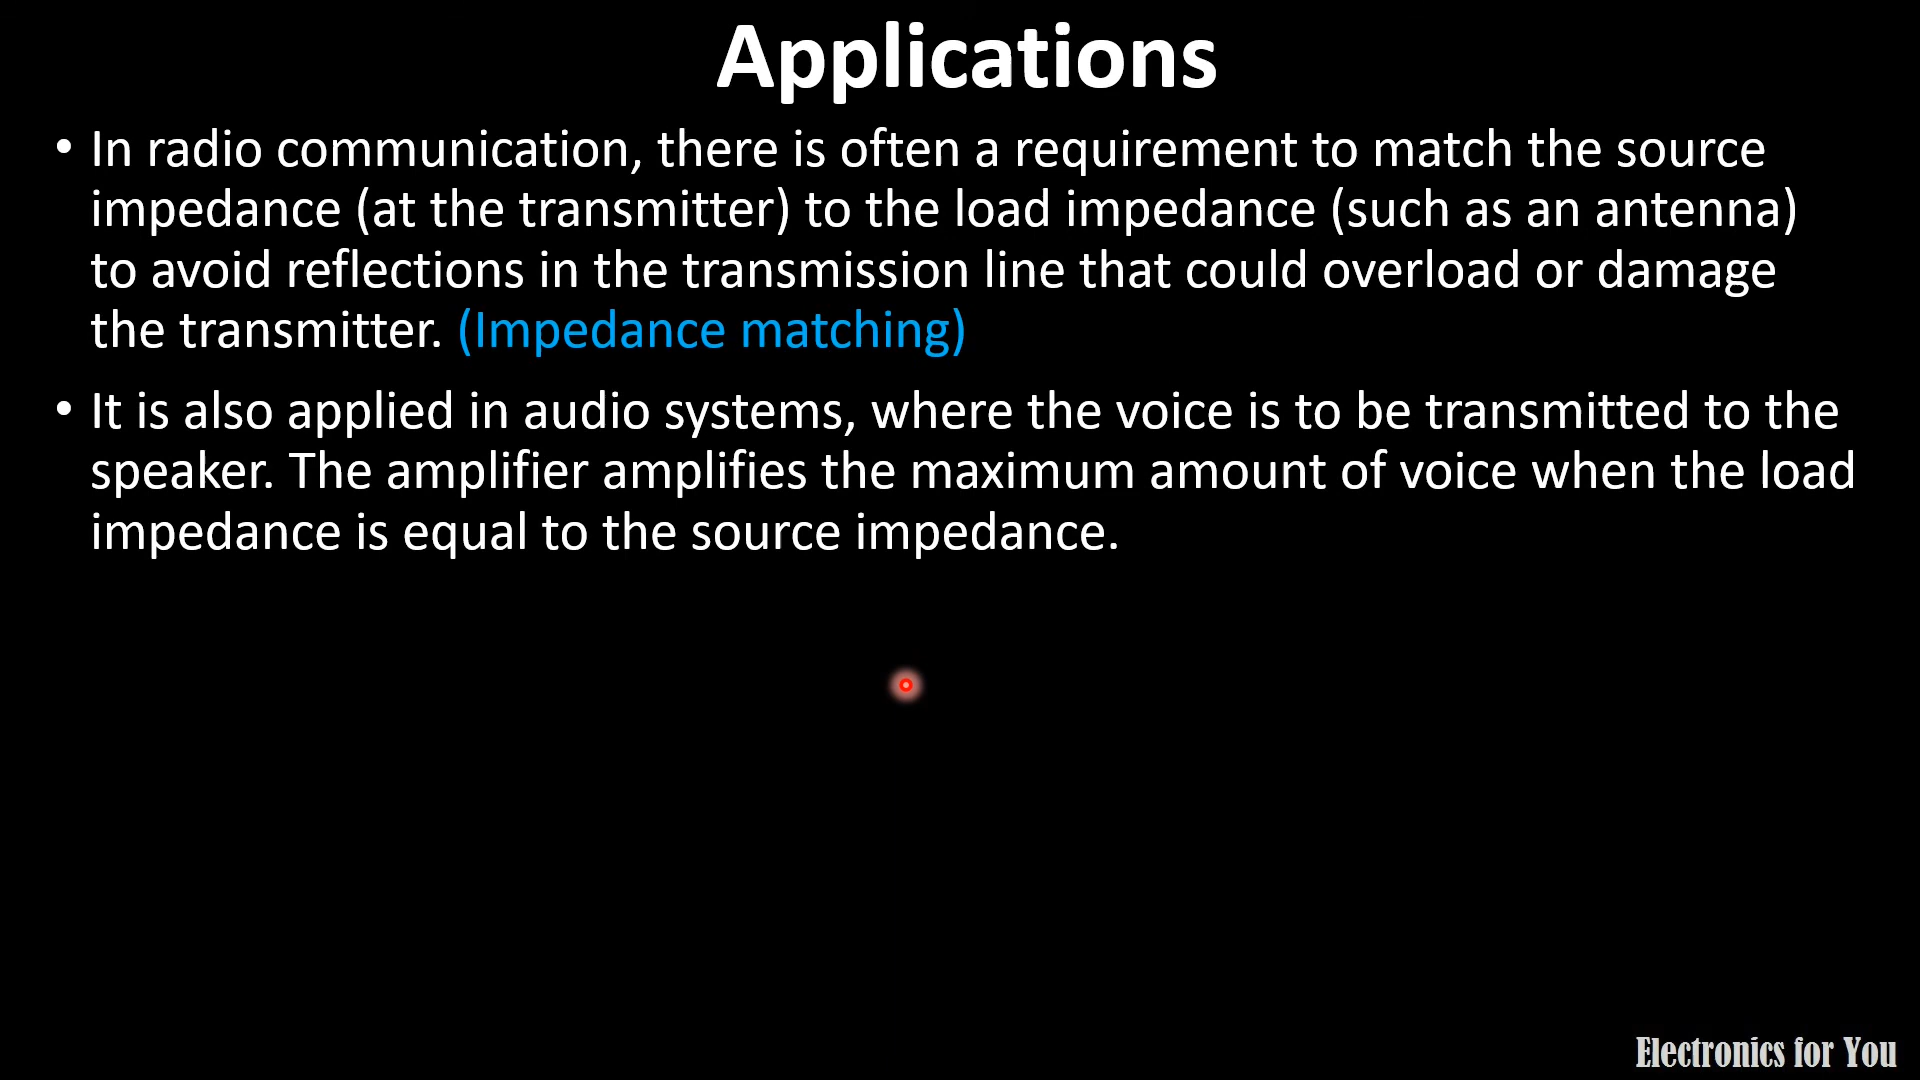 Applications
• In radio communication, there is often a requirement to match the source
impedance (at the transmitter) to the load impedance (such as an antenna)
to avoid reflections in the transmission line that could overload or damage
the transmitter. (Impedance matching)
• It is also applied in audio systems, where the voice is to be transmitted to the
speaker. The amplifier amplifies the maximum amount of voice when the load
impedance is equal to the source impedance.
Electronics for You